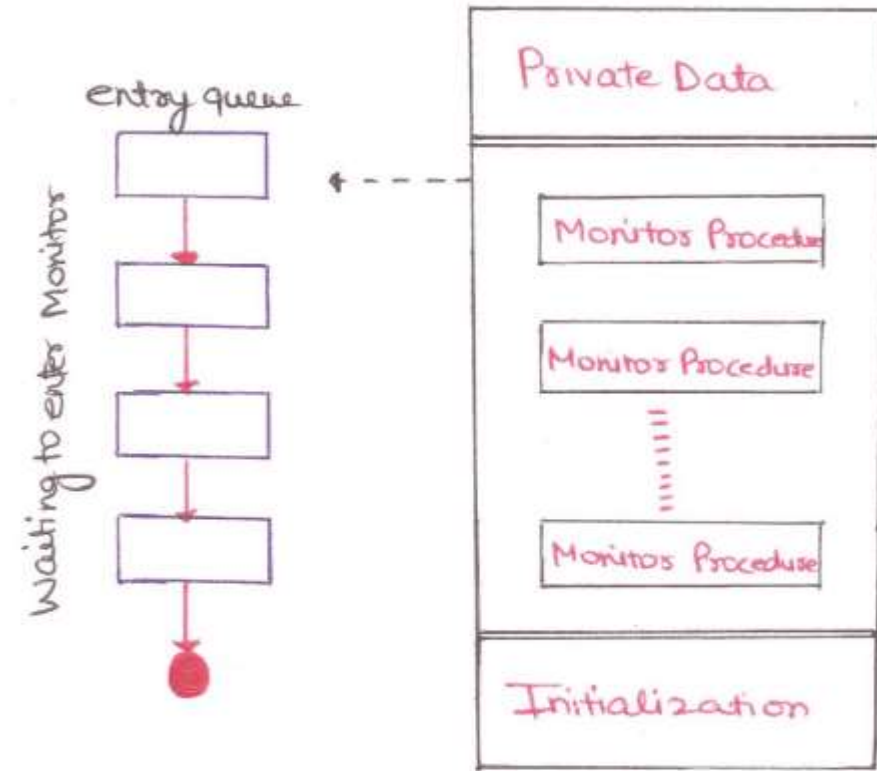 entry queue
Waiting to enter Monitor
Private Data
Monitor Procedure
Monitor Procedure
Monitor Procedure
Initialization